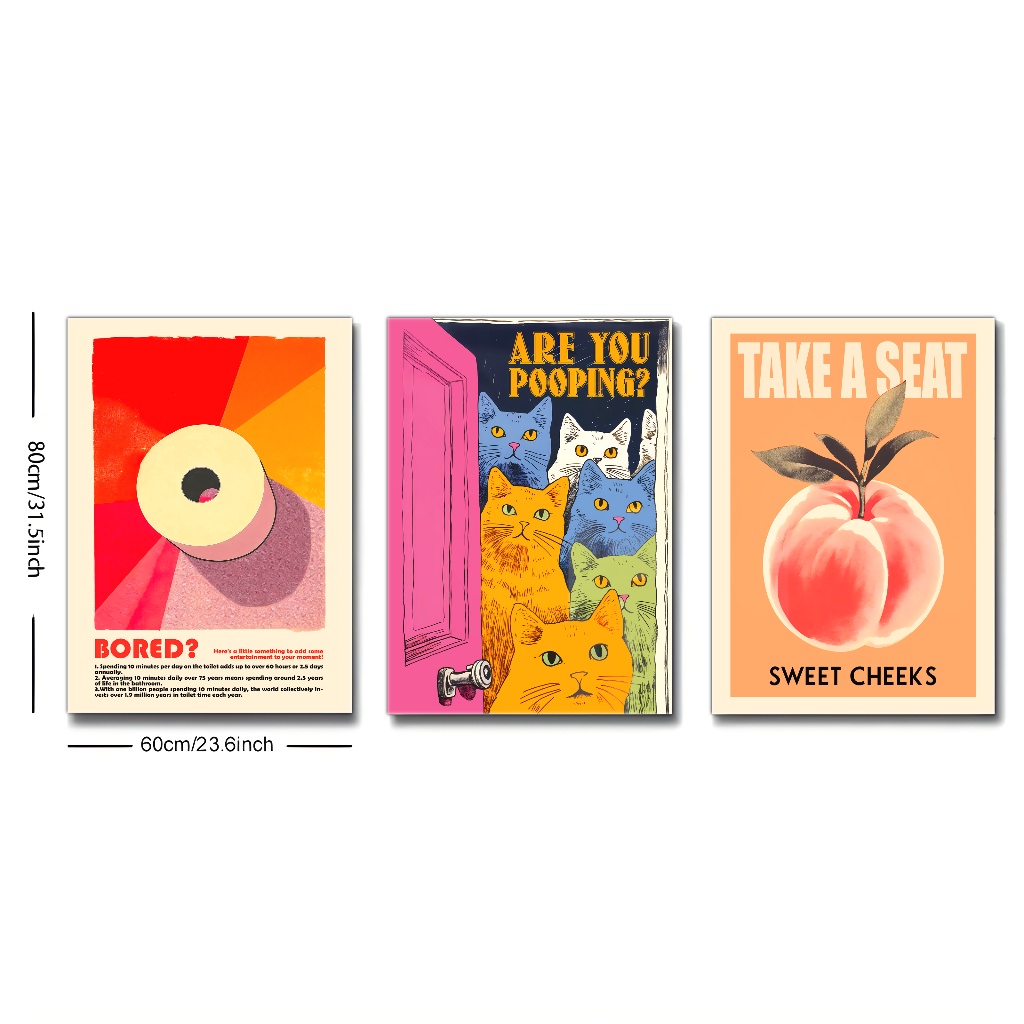 80cm/31.5inch
60cm/23.6inch
BORED?
Here's a little something to add some
entertainment to your moment!
1. Spending 10 minutes per day on the toilet adds up to over 60 hours or 2.5 days
annually.
2. Averaging 10 minutes daily over 75 years means spending around 2.5 years
of life in the bathroom.
3.With one billion people spending 10 minutes daily, the world collectively in-
vests over 1.9 million years in toilet time each year.
ARE YOU
POOPING?
TAKE A SEAT
SWEET CHEEKS